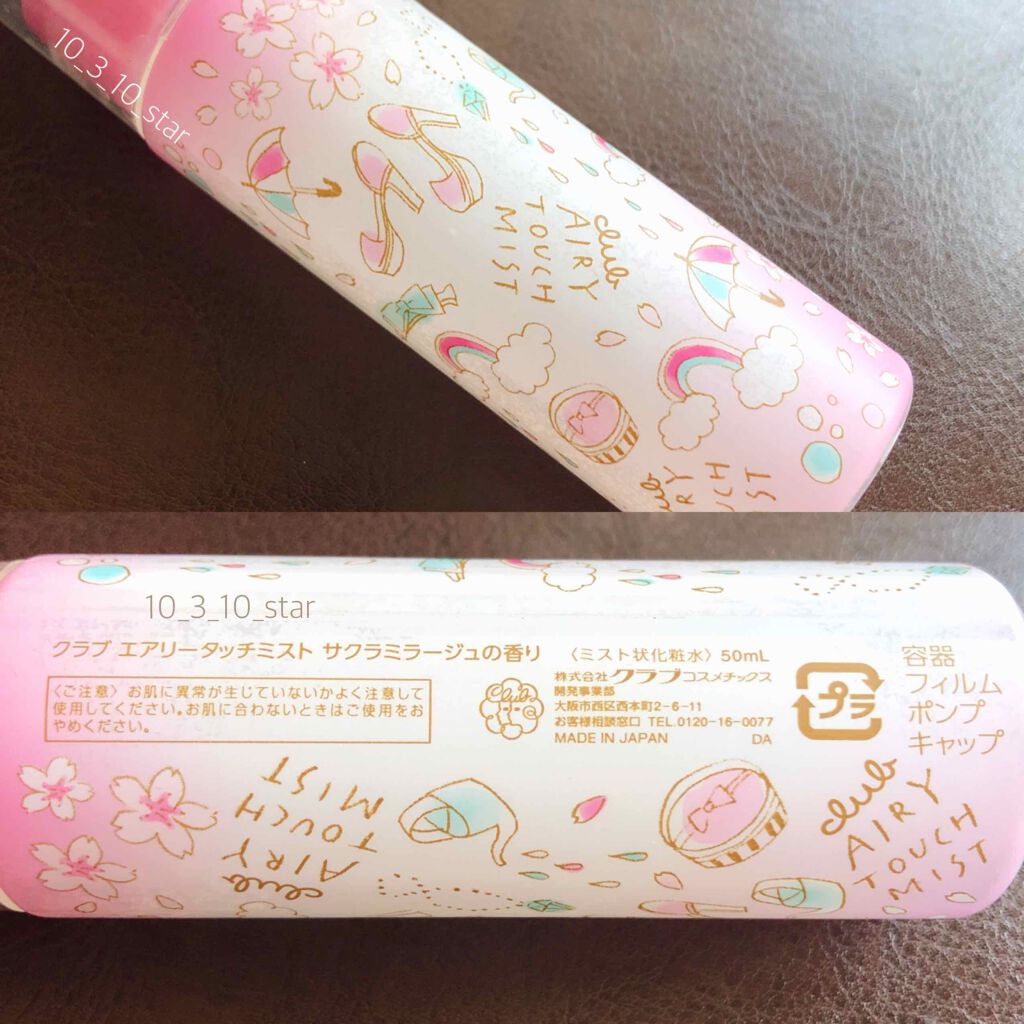 10_3_10_star
club
AIRY
TOUCH
MIST
club
AIRY
TOUCH
MIST
10_3_10_star
クラブ エアリータッチミスト サクラミラージュの香り
〈ミスト状化粧水〉 50mL
〈ご注意〉お肌に異常が生じていないかよく注意して
使用してください。お肌に合わないときはご使用をお
やめください。
株式会社クラブコスメチックス
開発事業部
大阪市西区西本町2-6-11
お客様相談窓口 TEL.0120-16-0077
MADE IN JAPAN DA
プラ
容器
フィルム
ポンプ
キャップ
club
AIRY
TOUCH
MIST
club
AIRY
TOUCH
MIST